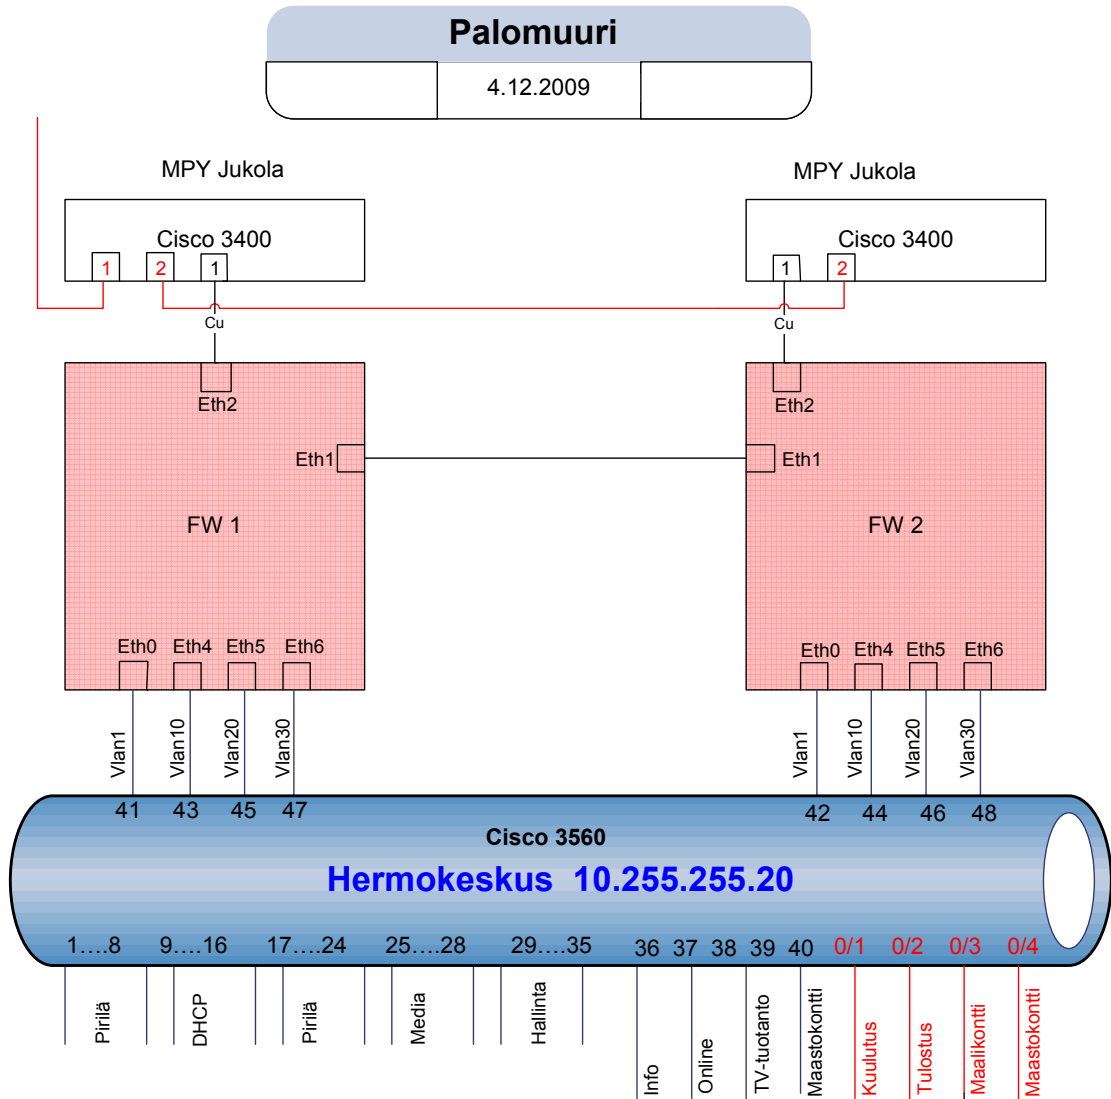 Palomuuri
4.12.2009
MPY Jukola
MPY Jukola
Cisco 3400
Cisco 3400
1 2 1
1 2
Cu
Cu
Eth2
Eth2
Eth1
Eth1
FW 1
FW 2
Eth0 Eth4 Eth5 Eth6
Eth0 Eth4 Eth5 Eth6
Vlan1 Vlan10 Vlan20 Vlan30
Vlan1 Vlan10 Vlan20 Vlan30
41 43 45 47
42 44 46 48
Cisco 3560
Hermokeskus 10.255.255.20
1....8 9....16 17....24 25....28 29....35 36 37 38 39 40 0/1 0/2 0/3 0/4
Pirilä
DHCP
Pirilä
Media
Hallinta
Info
Online
TV-tuotanto
Maastokontti
Kuulutus
Tulostus
Maalikontti
Maastokontti